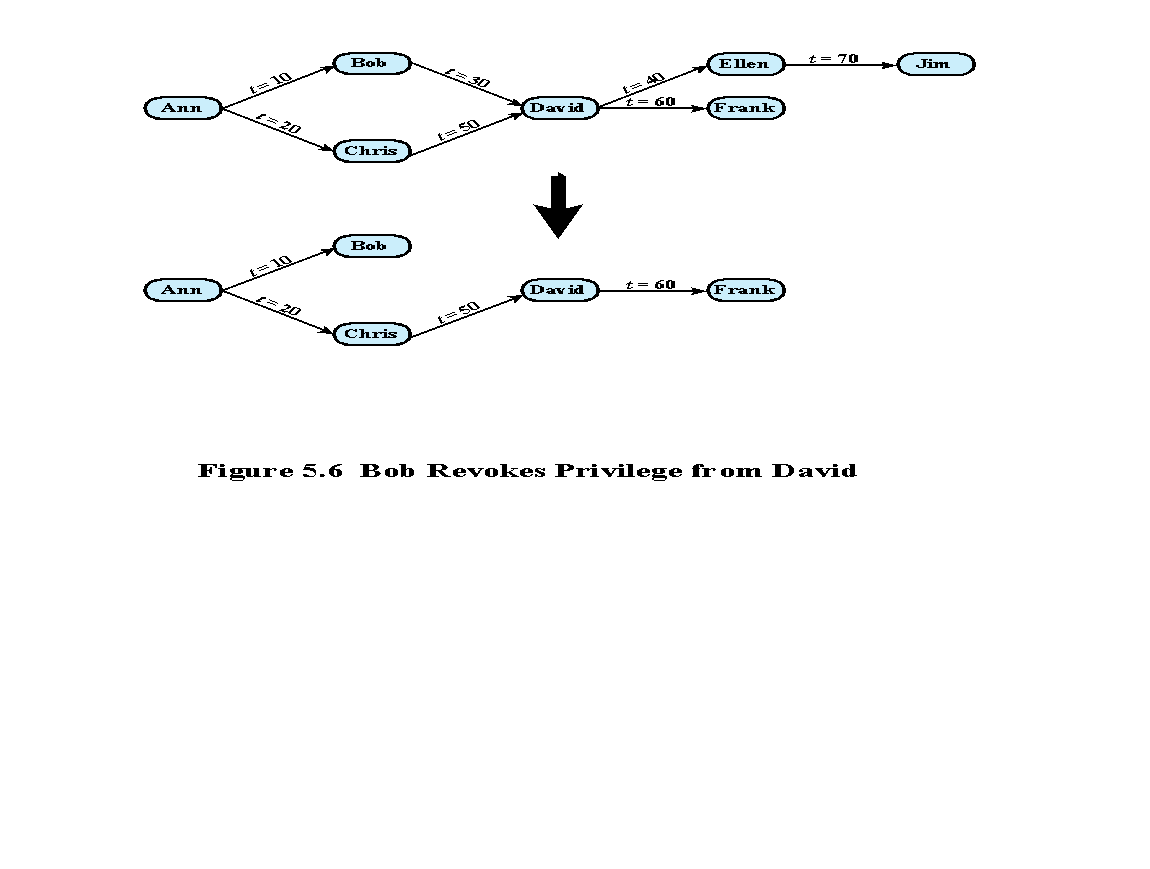 Bob
Ellen
t = 70
Jim
t = 10
t = 30
t = 40
Ann
David
t = 60
Frank
t = 20
t = 50
Chris
Bob
t = 10
Ann
David
t = 60
Frank
t = 20
t = 50
Chris
Figure 5.6 Bob Revokes Privilege from David